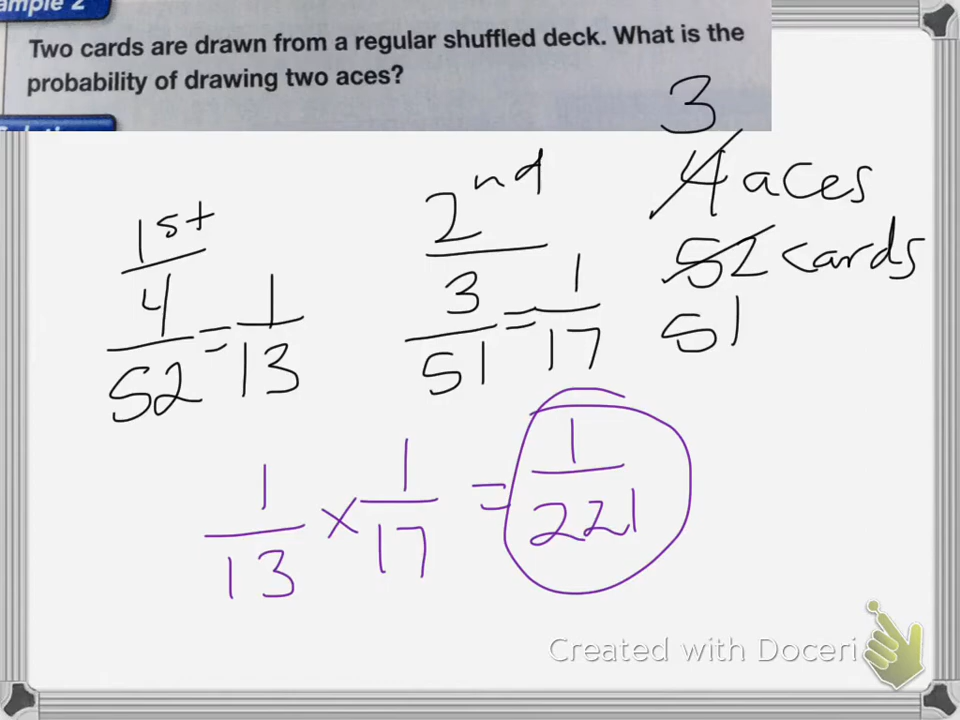 ample 2
Two cards are drawn from a regular shuffled deck. What is the
probability of drawing two aces?
3
4 aces
52 cards
51
1st
4/52 = 1/13
2nd
3/51 = 1/17
1/13 × 1/17 = 1/221
Created with Doceri